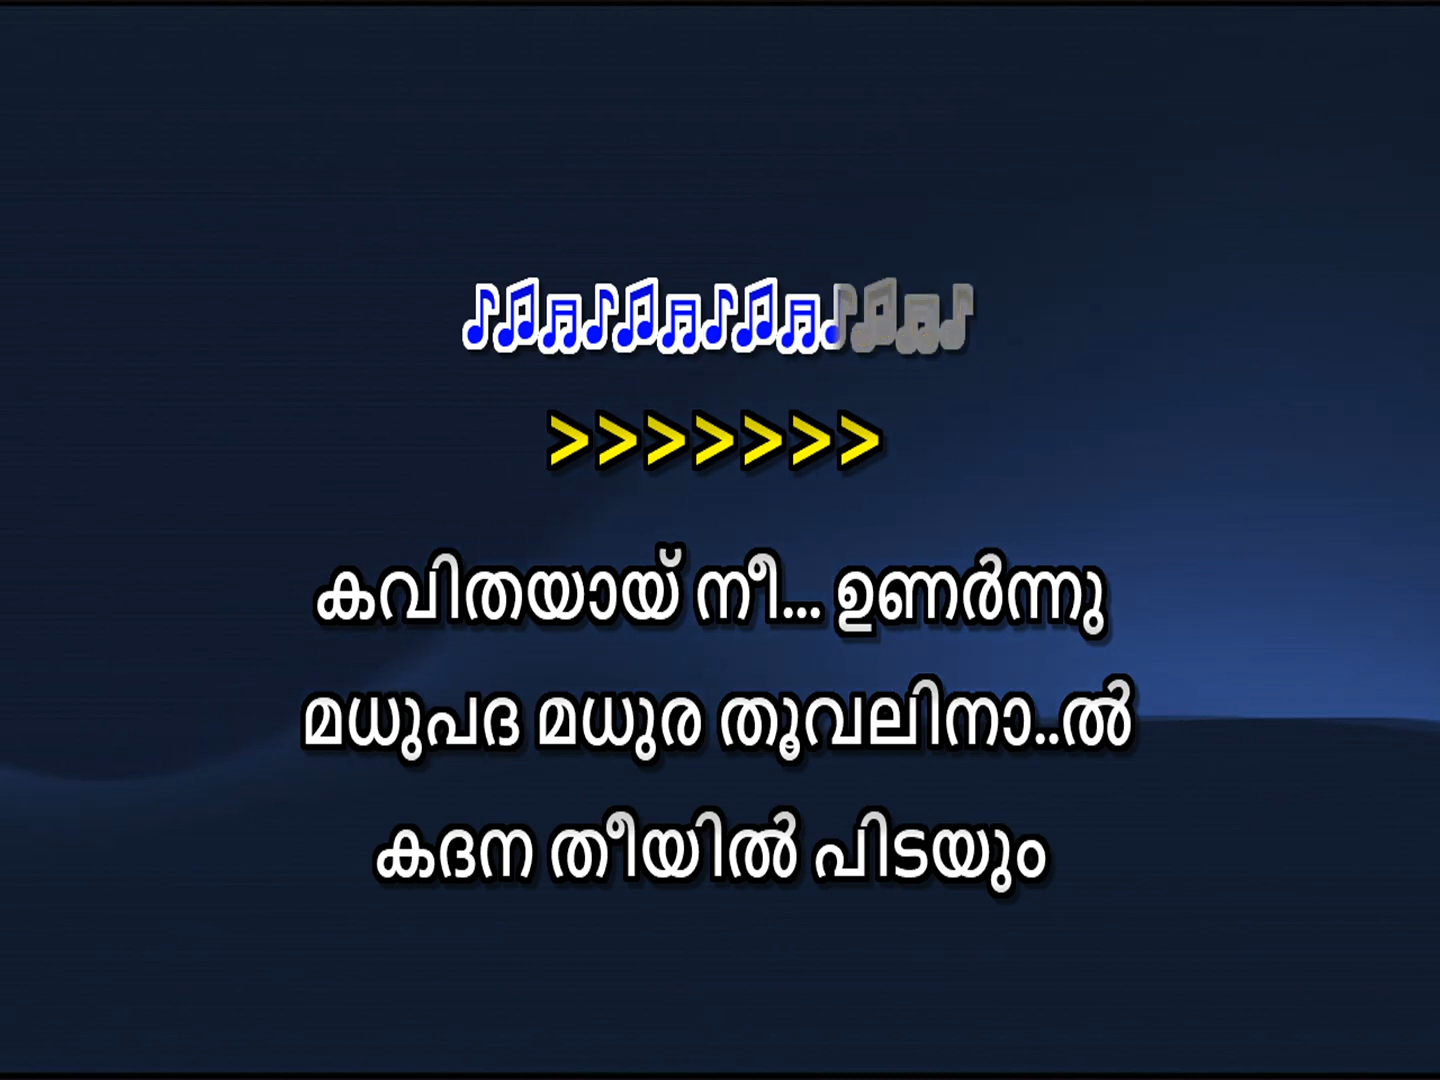 ♪♫♬♪♫♬♪♫♬♪♫♬♪
>>>>>>>
കവിതയായ് നീ... ഉണർന്നു
മധുപദ മധുര തൂവലിനാ..ൽ
കദന തീയിൽ പിടയും